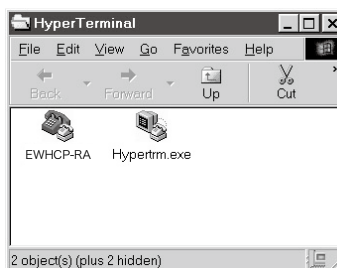 HyperTerminal
File Edit View Go Favorites Help
Back Forward Up Cut
EWHCP-RA Hypertrm.exe
2 object(s) (plus 2 hidden)